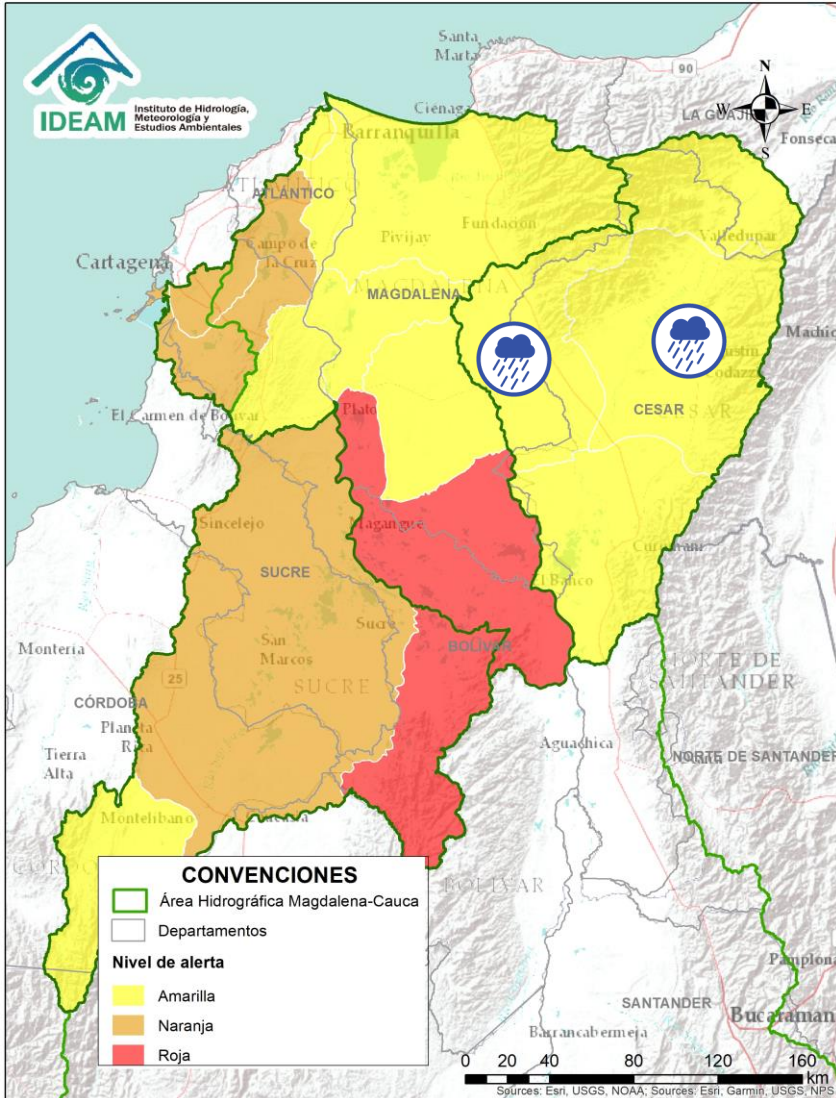 IDEAM
Instituto de Hidrología,
Meteorología y
Estudios Ambientales
Santa
Marta
90
N
W
E
S
Ciénaga
LA GUAJIRA
Barranquilla
Fonseca
ATLÁNTICO
Campo de
la Cruz
Pivijay
Fundación
Valledupar
Cartagena
MAGDALENA
CESAR
El Carmen de Bolívar
Plato
Sincelejo
Magangué
SUCRE
El Banco
Sucre
San
Marcos
BOLÍVAR
SUCRE
Montería
CÓRDOBA
25
Planeta
Rica
NORTE DE
SANTANDER
Tierra
Alta
Aguachica
NORTE DE SANTANDER
Montelíbano
BOLÍVAR
CONVENCIONES
Área Hidrográfica Magdalena-Cauca
Departamentos
Nivel de alerta
Amarilla
Naranja
Roja
Pamplona
SANTANDER
Bucaraman
Barrancabermeja
0 20 40 80 120 160
km
Sources: Esri, USGS, NOAA; Sources: Esri, Garmin, USGS, NPS